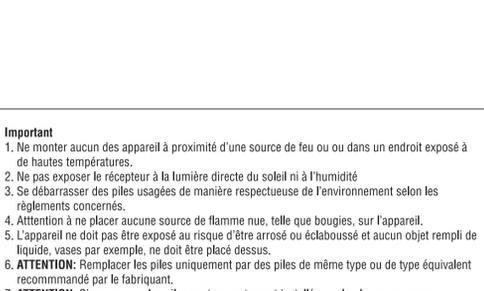 Important
1. Ne monter aucun des appareil à proximité d'une source de feu ou ou dans un endroit exposé à
de hautes températures.
2. Ne pas exposer le récepteur à la lumière directe du soleil ni à l'humidité
3. Se débarrasser des piles usagées de manière respectueuse de l'environnement selon les
règlements concernés.
4. Atttention à ne placer aucune source de flamme nue, telle que bougies, sur l'appareil.
5. L'appareil ne doit pas être exposé au risque d'être arrosé ou éclaboussé et aucun objet rempli de
liquide, vases par exemple, ne doit être placé dessus.
6. ATTENTION: Remplacer les piles uniquement par des piles de même type ou de type équivalent
recommmandé par le fabriquant.